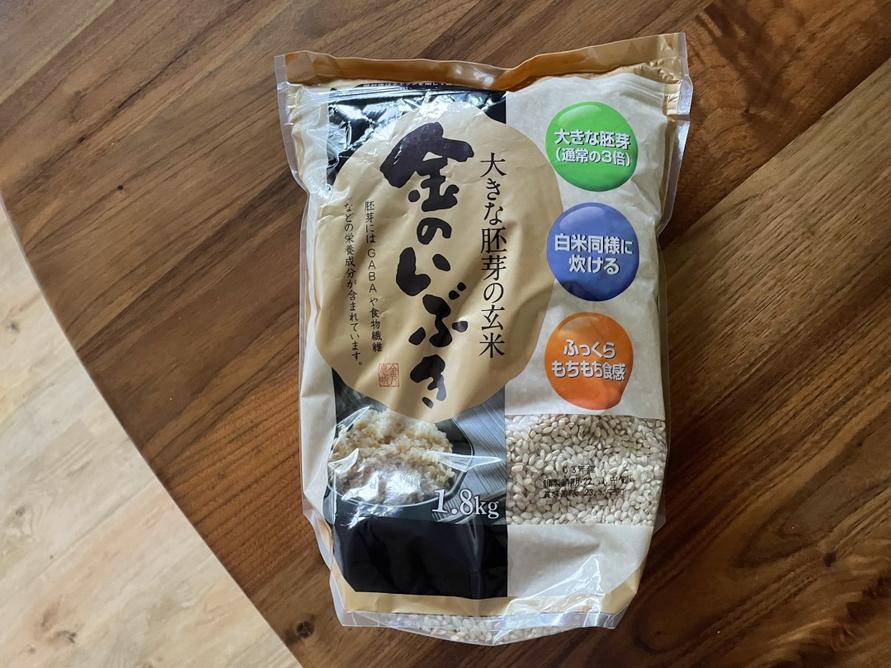 大きな胚芽の玄米
金のいぶき
胚芽にはGABAや食物繊維
などの栄養成分が含まれています。
大きな胚芽
(通常の3倍)
白米同様に
炊ける
ふっくら
もちもち食感
1.8kg